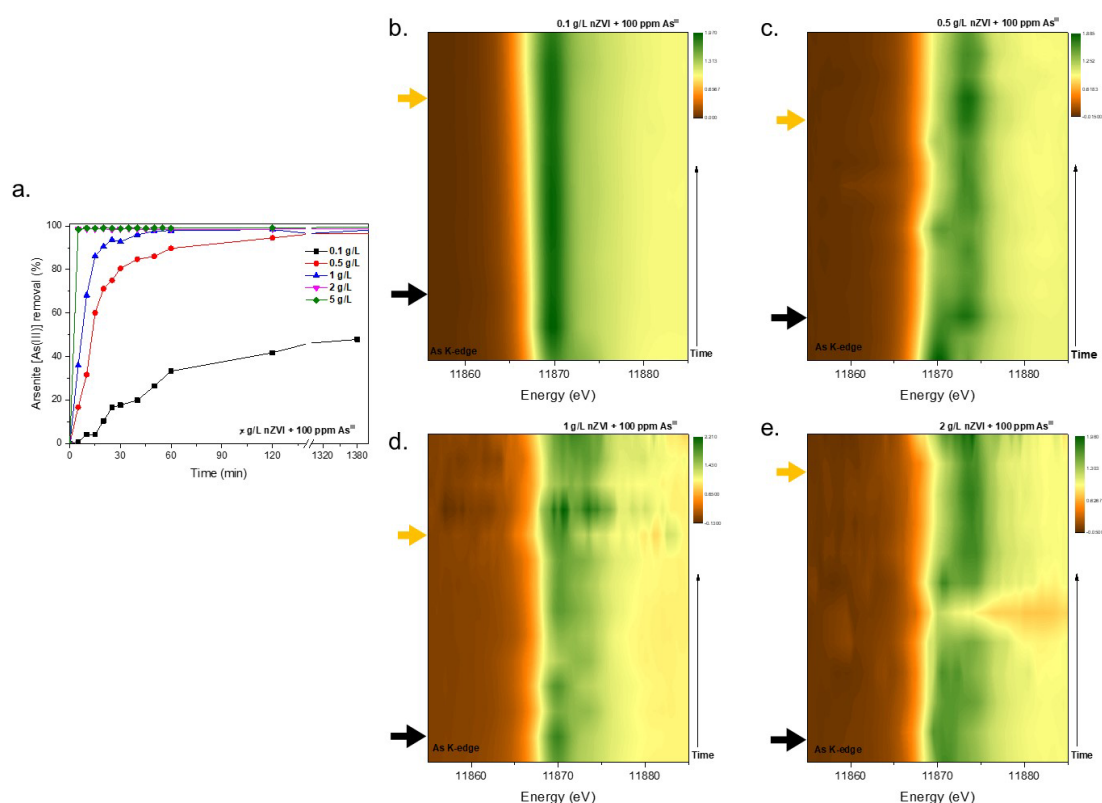 a.
100
80
60
40
20
0
Arsenite [As(III)] removal (%)
0.1 g/L
0.5 g/L
1 g/L
2 g/L
5 g/L
x g/L nZVI + 100 ppm As^III
0 30 60 90 120 1320 1380
Time (min)
b.
0.1 g/L nZVI + 100 ppm As^III
0.000
Time
As K-edge
11860 11870 11880
Energy (eV)
c.
0.5 g/L nZVI + 100 ppm As^III
Time
As K-edge
11860 11870 11880
Energy (eV)
d.
1 g/L nZVI + 100 ppm As^III
Time
As K-edge
11860 11870 11880
Energy (eV)
e.
2 g/L nZVI + 100 ppm As^III
Time
As K-edge
11860 11870 11880
Energy (eV)